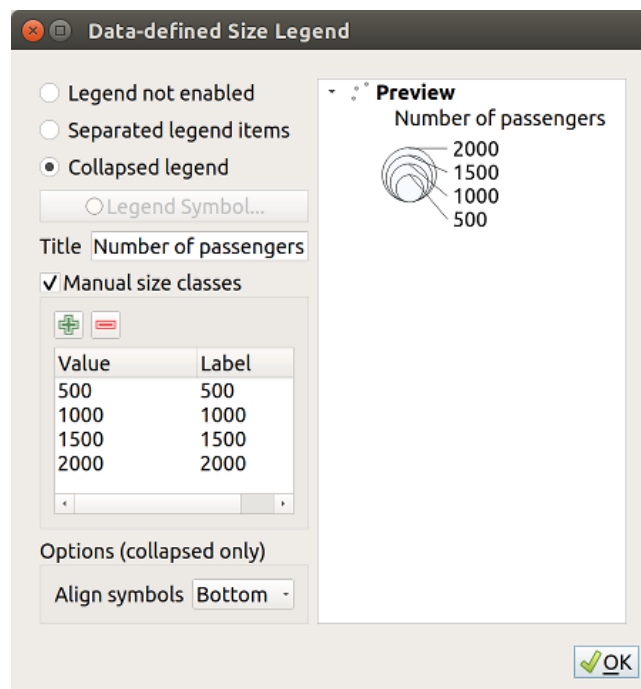 Data-defined Size Legend
Legend not enabled
Separated legend items
Collapsed legend
Legend Symbol...
Title Number of passengers
Manual size classes
Value Label
500 500
1000 1000
1500 1500
2000 2000
Options (collapsed only)
Align symbols Bottom
Preview
Number of passengers
2000
1500
1000
500
OK